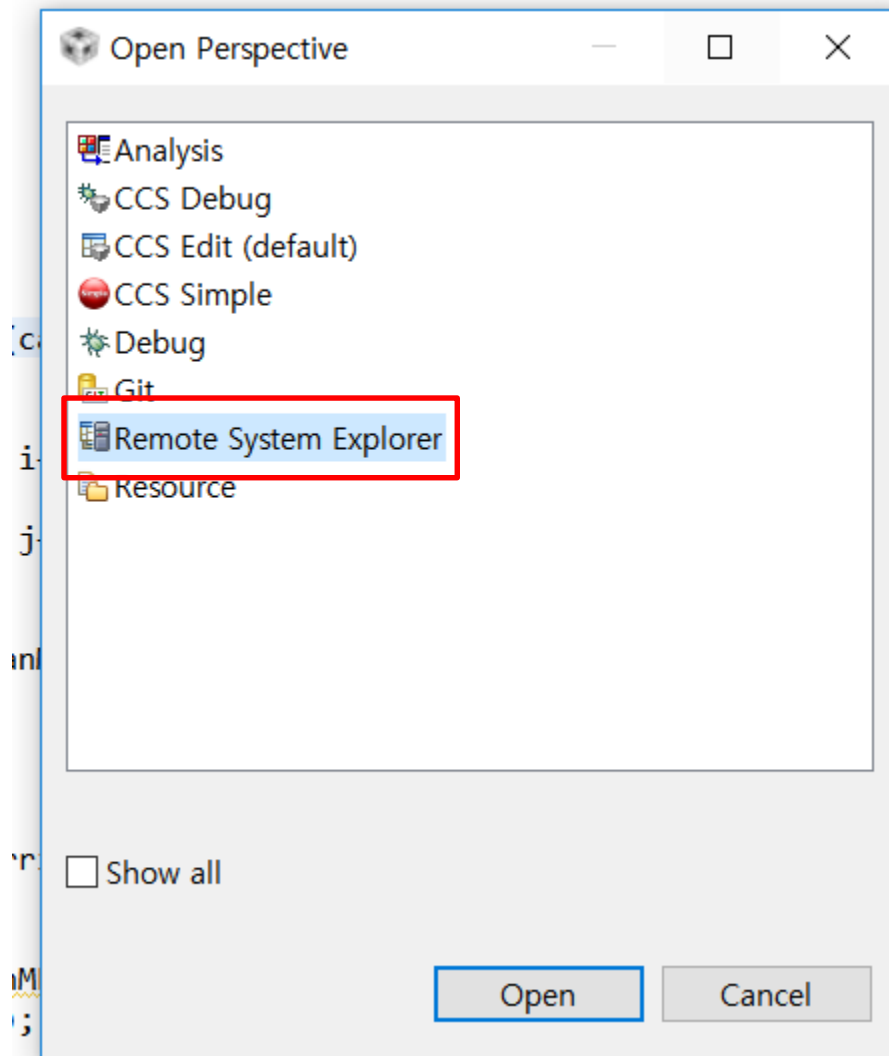 Open Perspective
Analysis
CCS Debug
CCS Edit (default)
CCS Simple
Debug
Git
Remote System Explorer
Resource
i
j
Show all
Open
Cancel
;